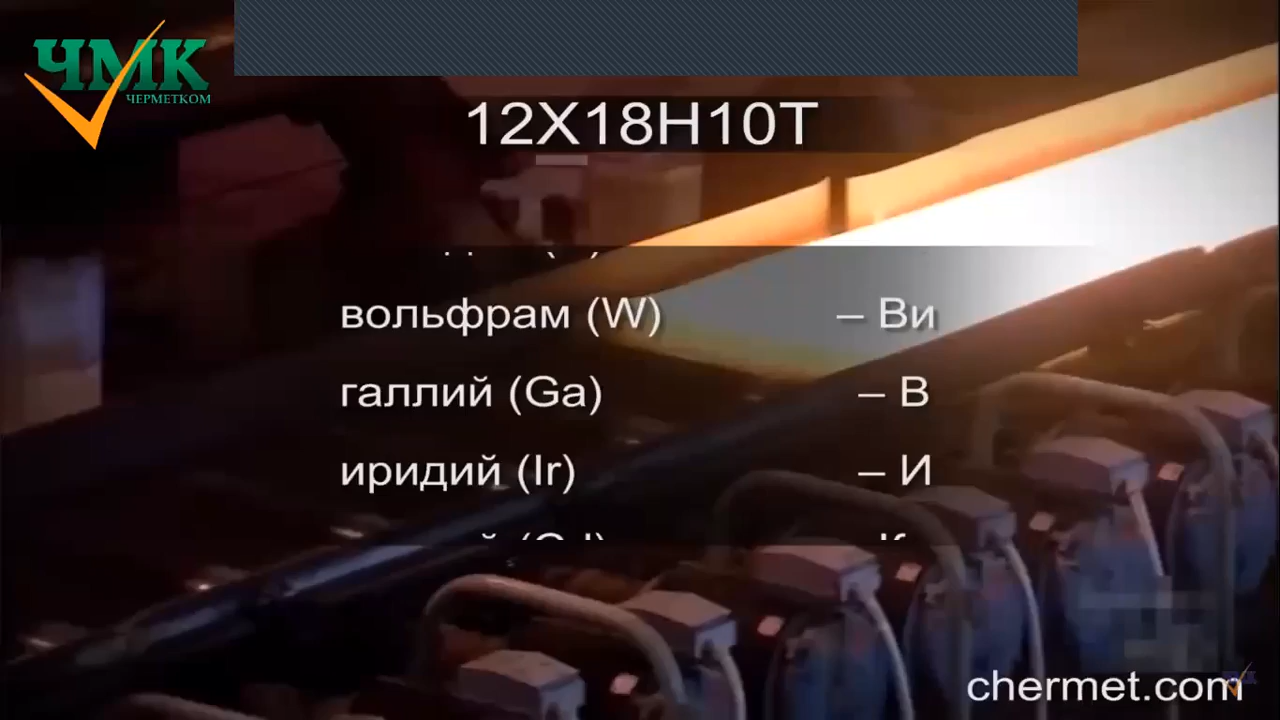 ЧМК
ЧЕРМЕТКОМ
12Х18Н10Т
вольфрам (W) – Ви
галлий (Ga) – В
иридий (Ir) – И
chermet.com